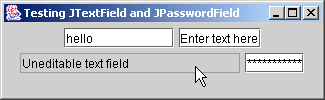 Testing JTextField and JPasswordField
hello Enter text here
Uneditable text field ***********